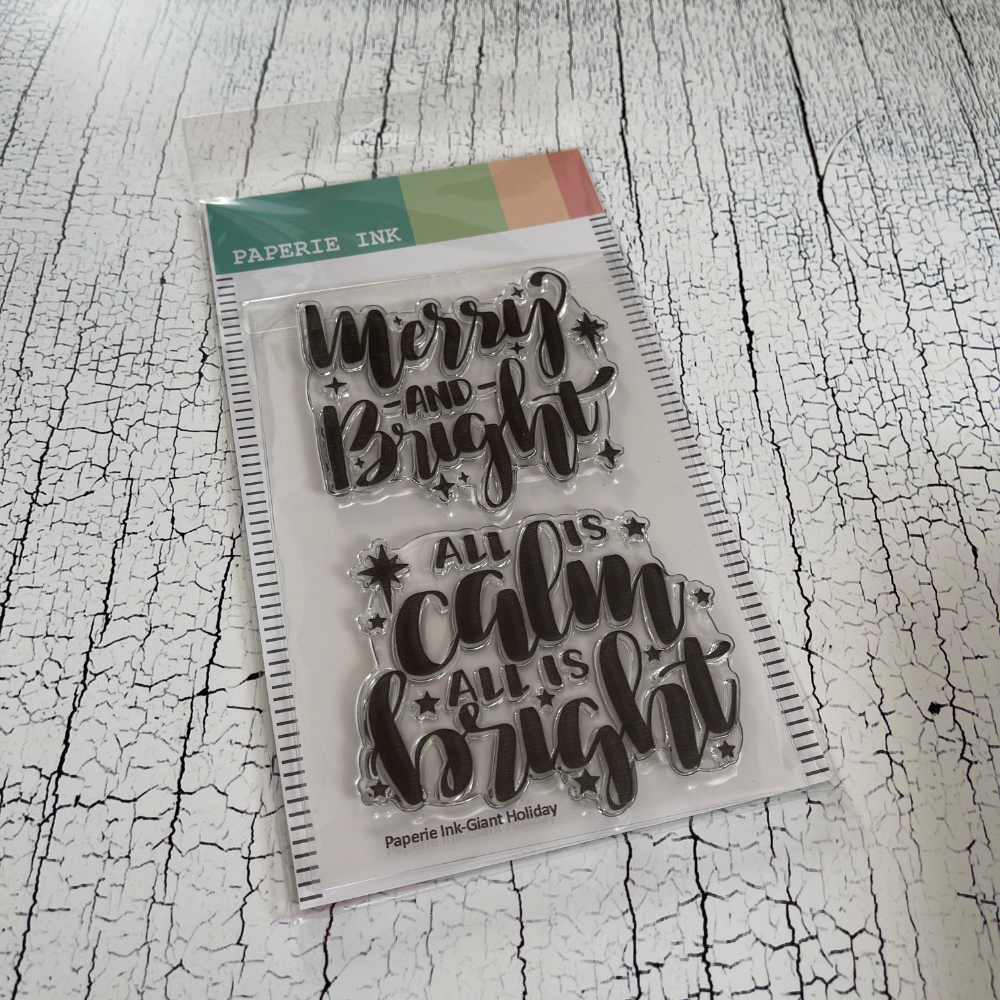 PAPERIE INK
Merry
-AND-
Bright
ALL IS
calm
ALL IS
bright
Paperie Ink-Giant Holiday